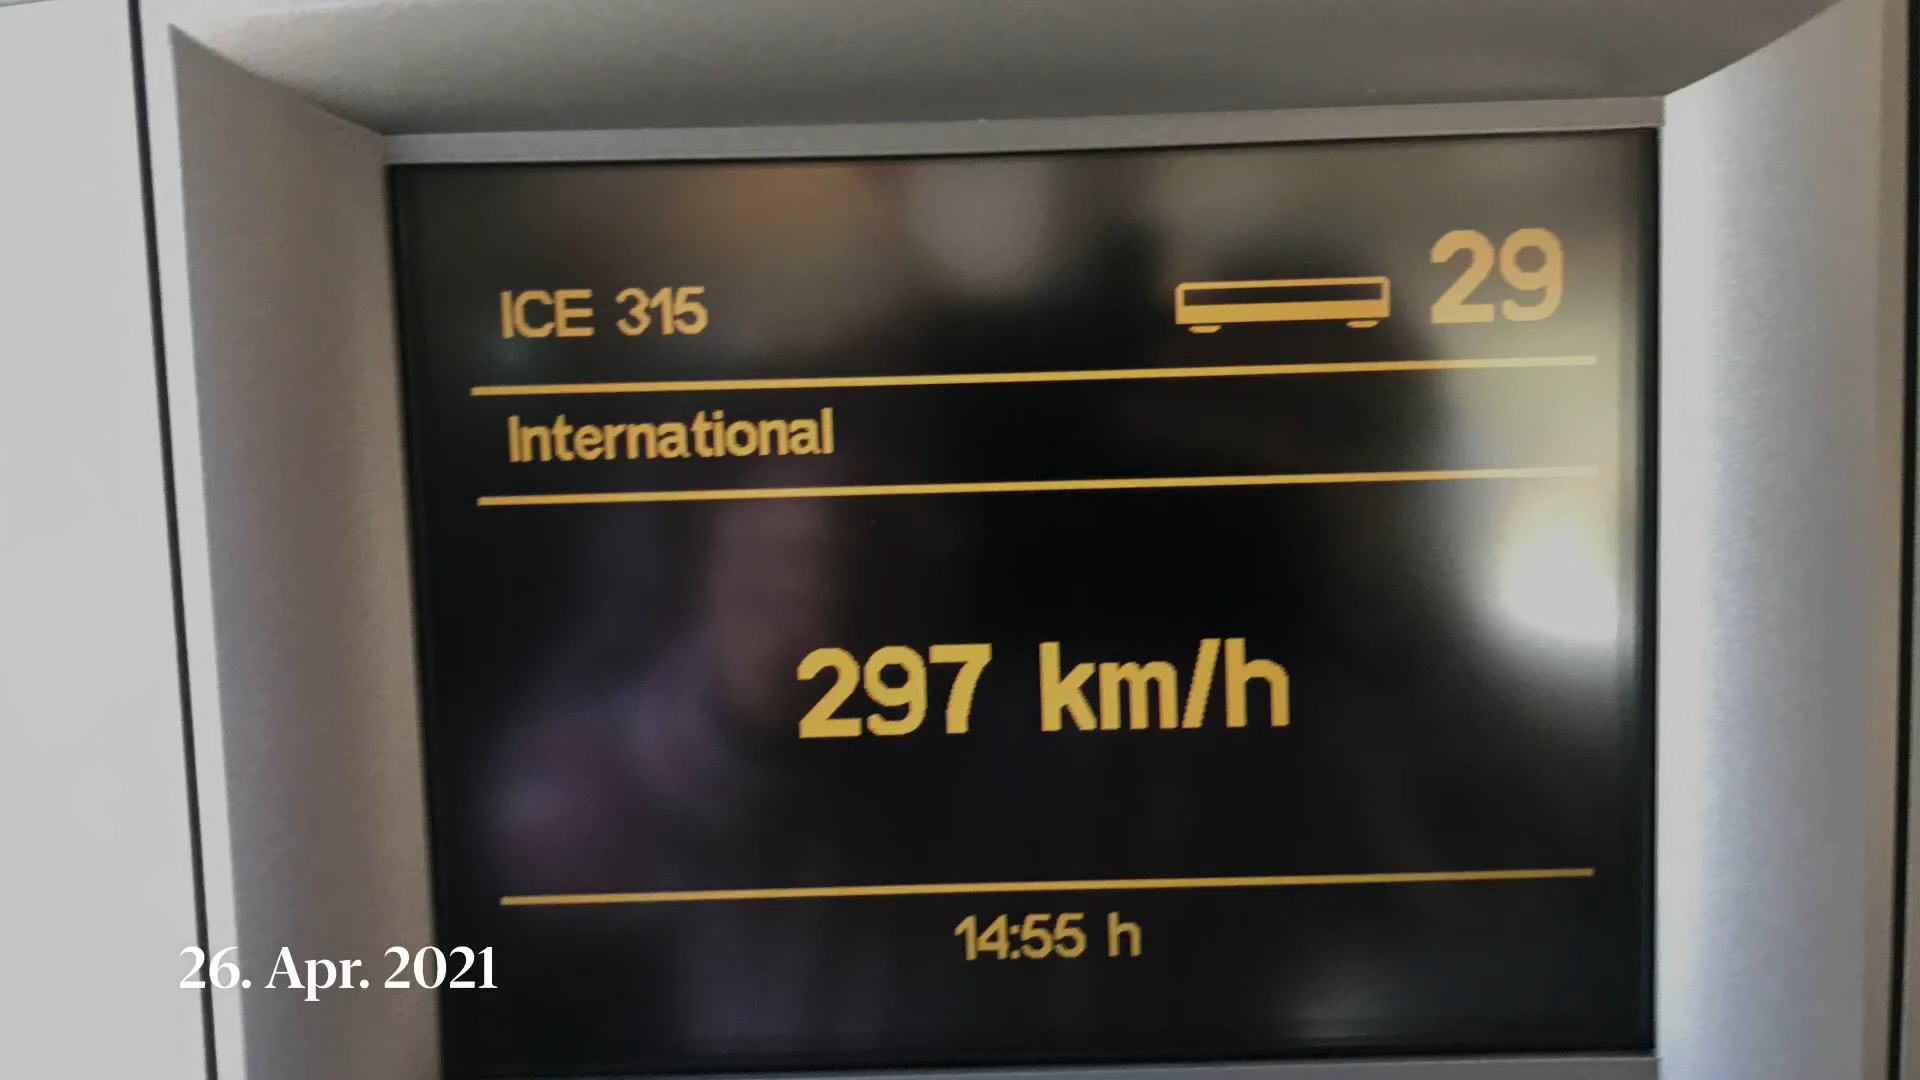 ICE 315 29
International
297 km/h
14:55 h
26. Apr. 2021